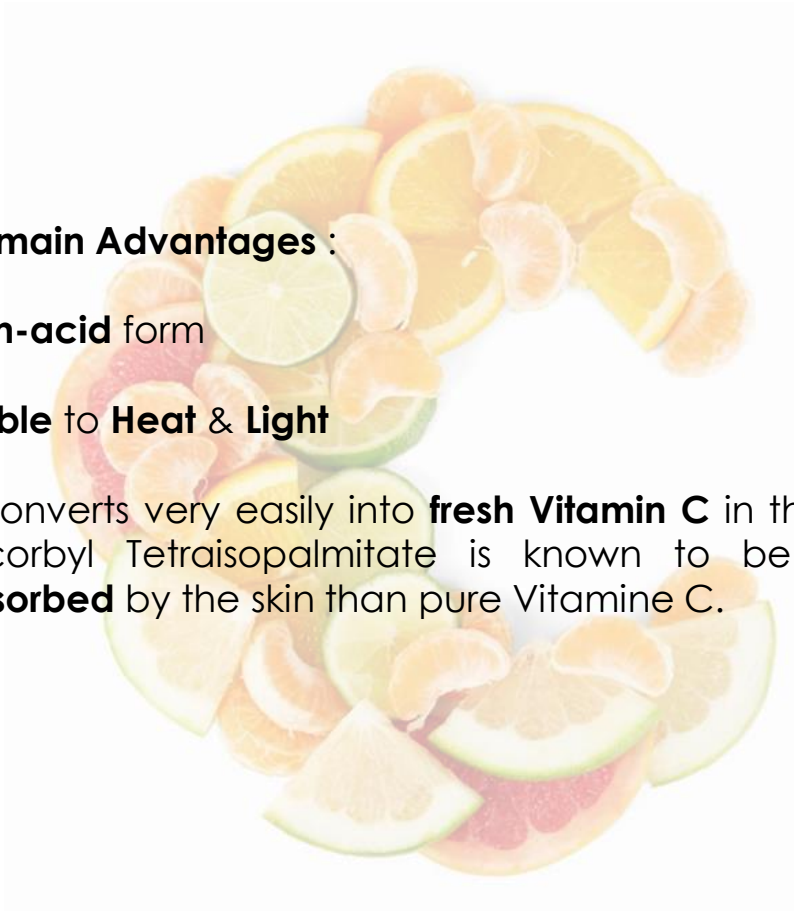 main Advantages :
n-acid form
ble to Heat & Light
onverts very easily into fresh Vitamin C in th
corbyl Tetraisopalmitate is known to be
sorbed by the skin than pure Vitamine C.